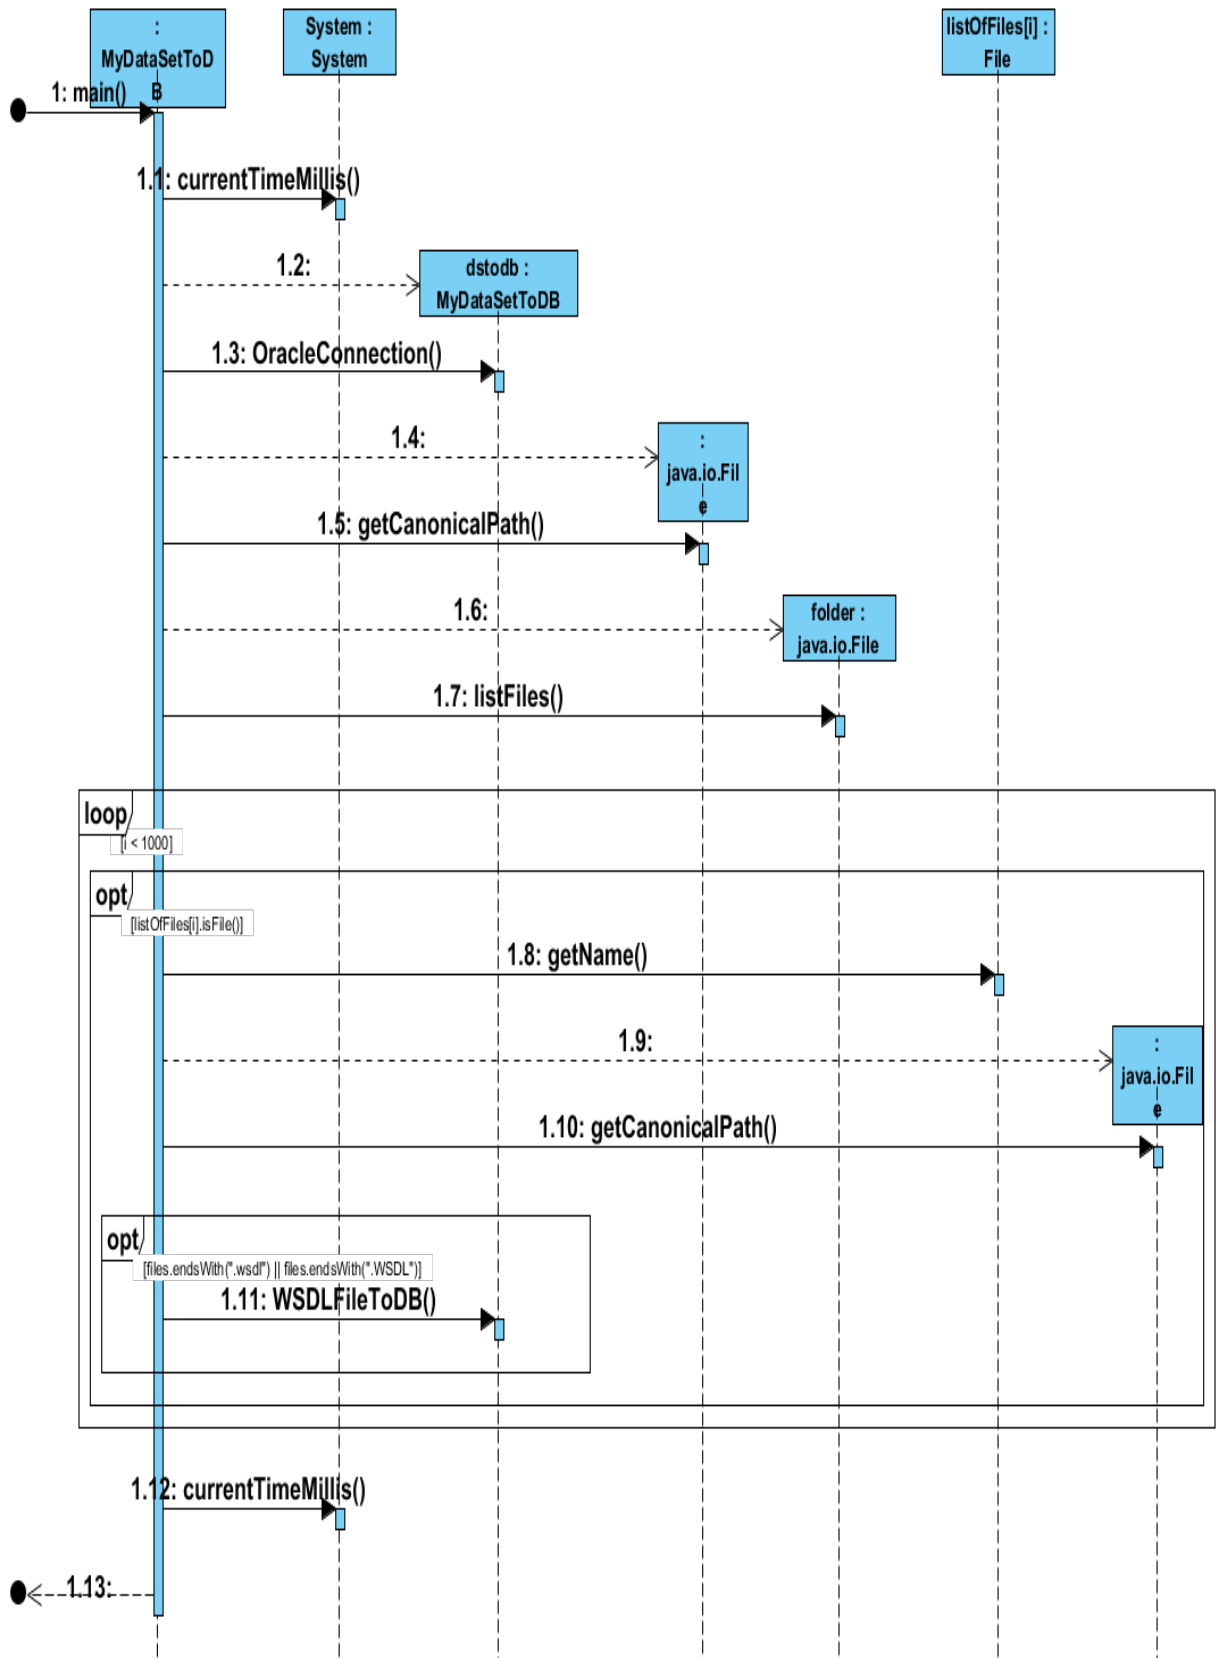 :
MyDataSetToD
B
System :
System
listOfFiles[i] :
File
1: main()
1.1: currentTimeMillis()
1.2:
dstodb :
MyDataSetToDB
1.3: OracleConnection()
1.4:
:
java.io.Fil
e
1.5: getCanonicalPath()
1.6:
folder :
java.io.File
1.7: listFiles()
loop
[i < 1000]
opt
[listOfFiles[i].isFile()]
1.8: getName()
1.9:
:
java.io.Fil
e
1.10: getCanonicalPath()
opt
[files.endsWith(".wsdl") || files.endsWith(".WSDL")]
1.11: WSDLFileToDB()
1.12: currentTimeMillis()
1.13: